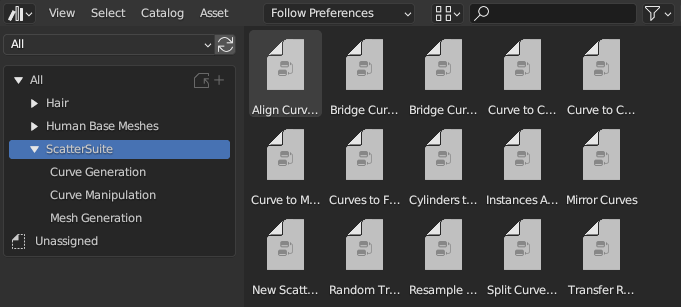 View Select Catalog Asset Follow Preferences
All
All
Hair
Human Base Meshes
ScatterSuite
Curve Generation
Curve Manipulation
Mesh Generation
Unassigned
Align Curv... Bridge Cur... Bridge Cur... Curve to C... Curve to C...
Curve to M... Curves to F... Cylinders t... Instances A... Mirror Curves
New Scatt... Random Tr... Resample ... Split Curve... Transfer R...